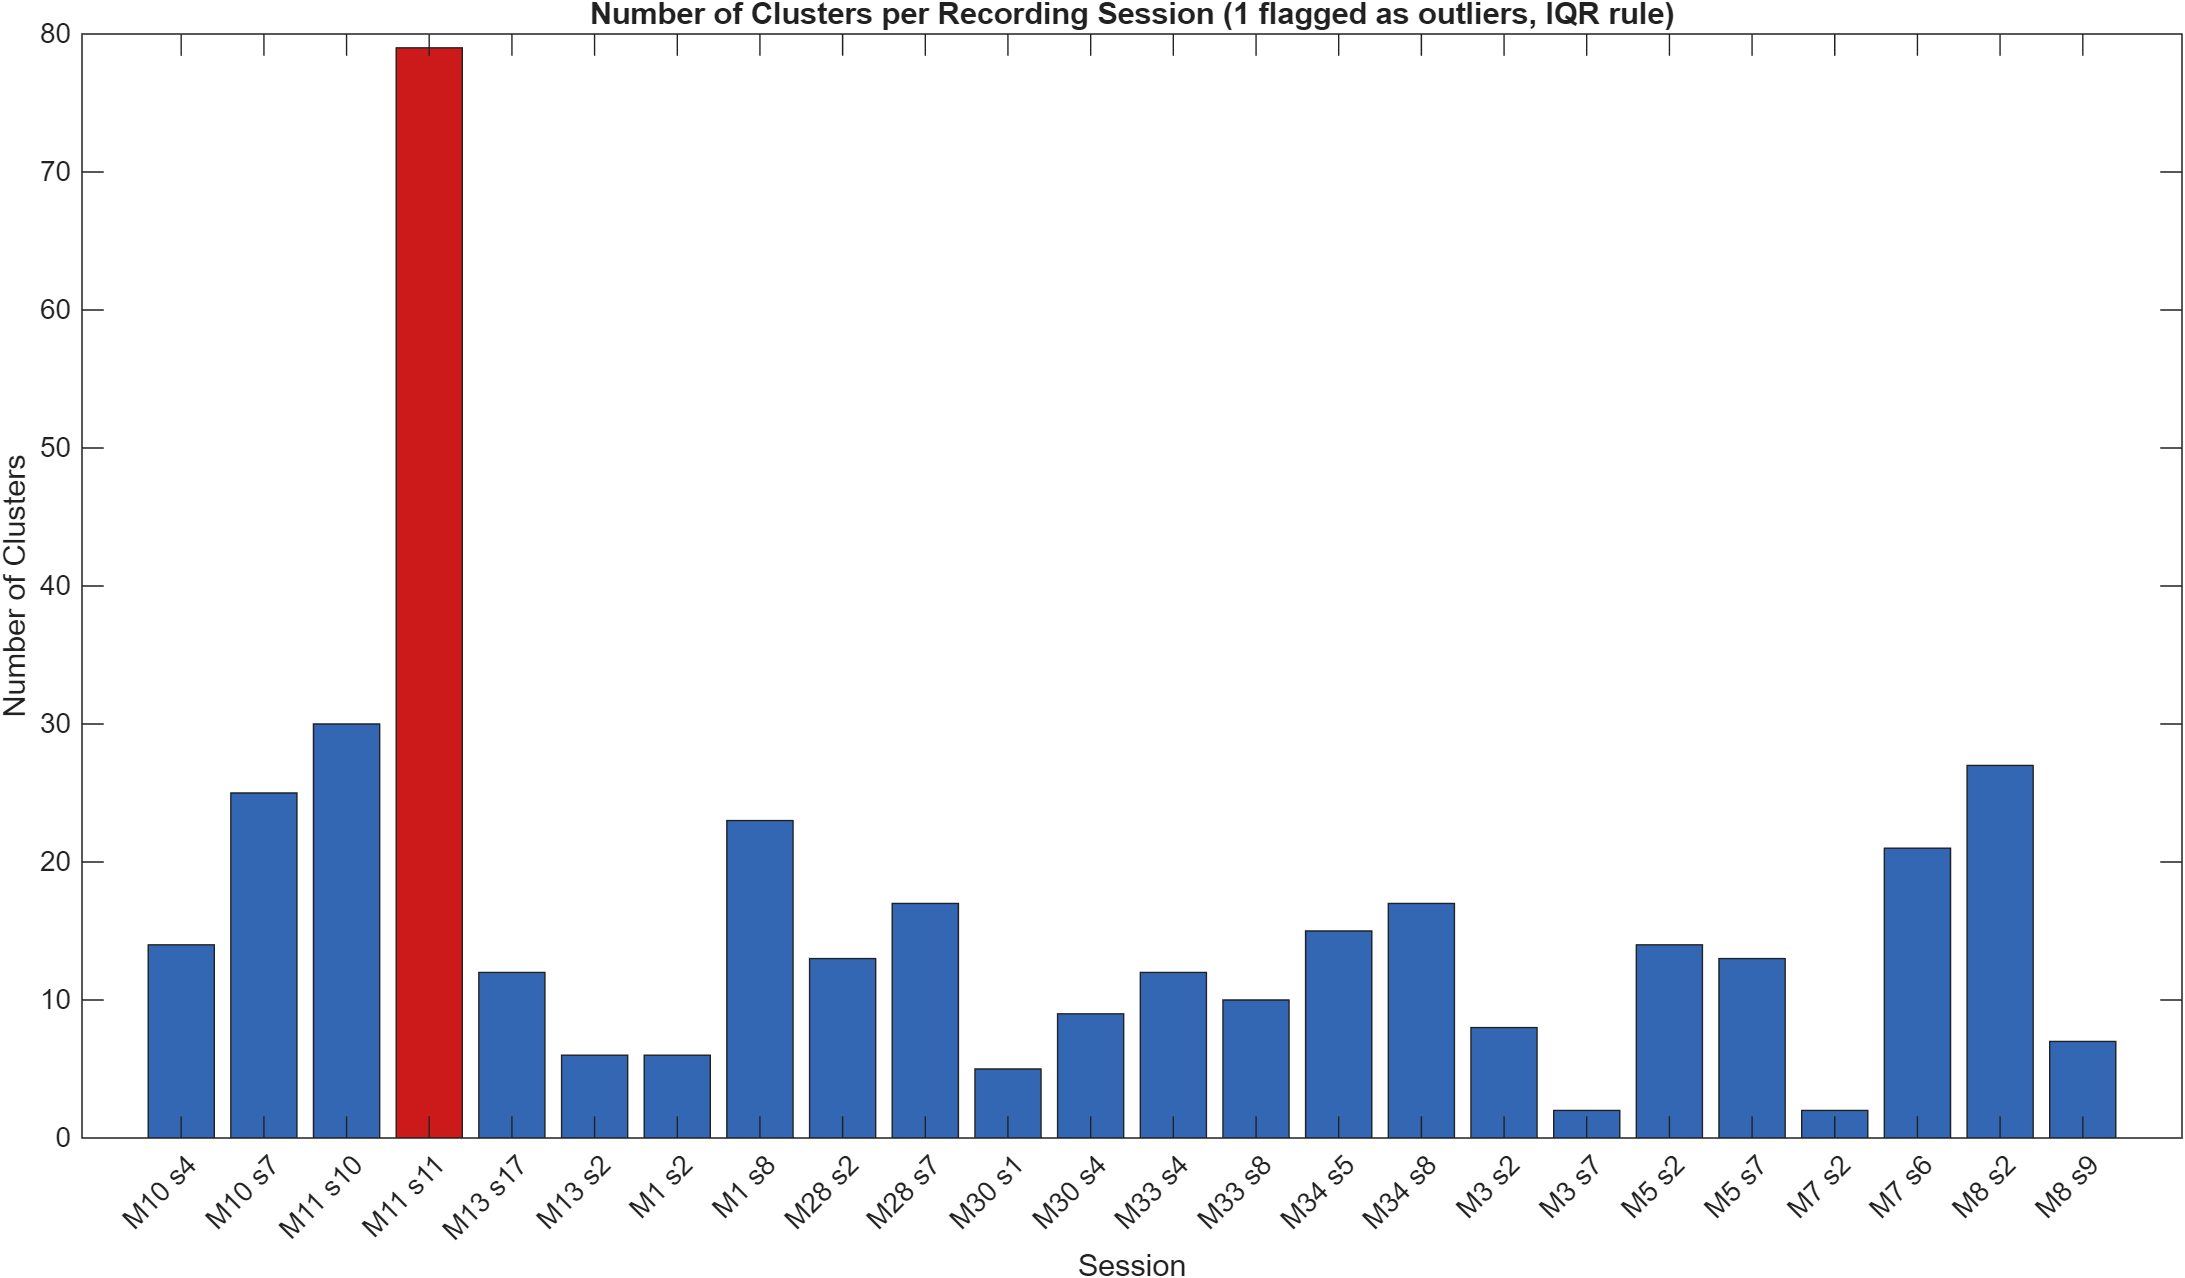 Number of Clusters per Recording Session (1 flagged as outliers, IQR rule)
Number of Clusters
80
70
60
50
40
30
20
10
0
M10 s4
M10 s7
M11 s10
M11 s11
M13 s17
M13 s2
M1 s2
M1 s8
M28 s2
M28 s7
M30 s1
M30 s4
M33 s4
M33 s8
M34 s5
M34 s8
M3 s2
M3 s7
M5 s2
M5 s7
M7 s2
M7 s6
M8 s2
M8 s9
Session